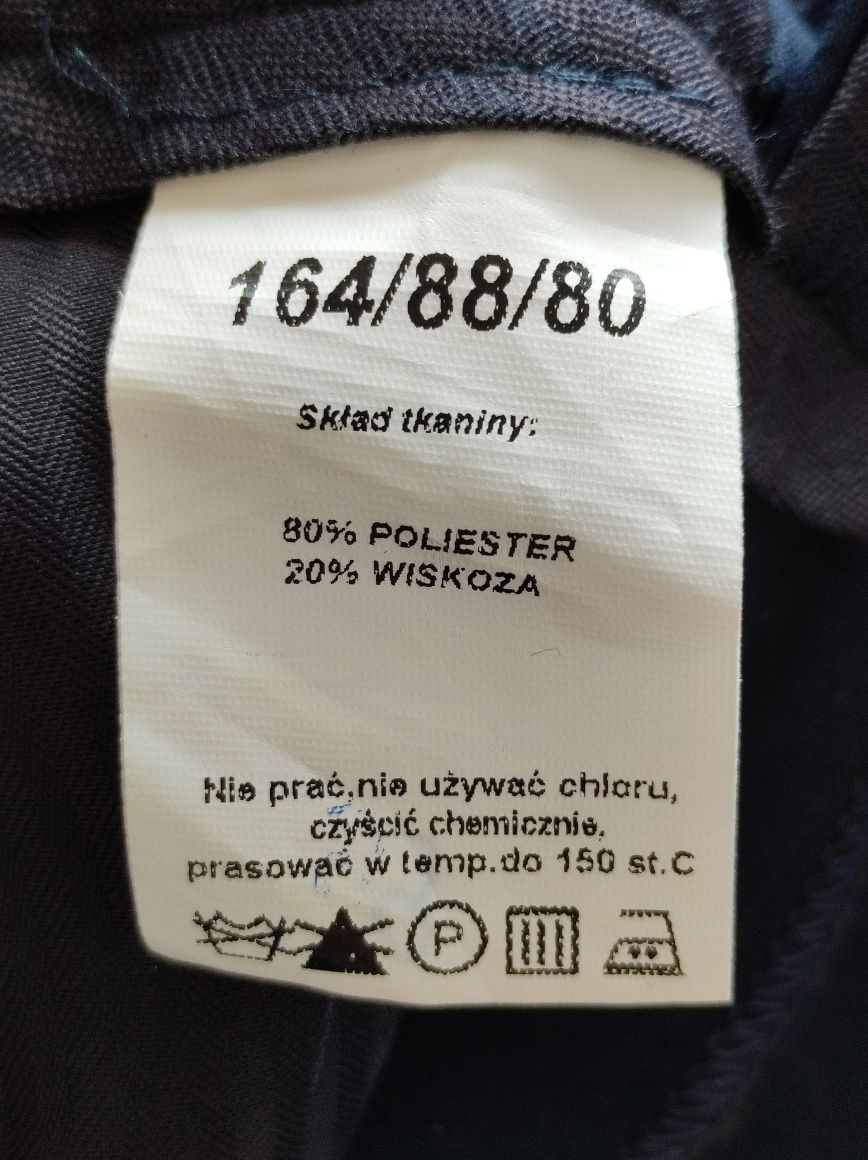 164/88/80
Skład tkaniny:
80% POLIESTER
20% WISKOZA
Nie prać,nie używać chloru,
czyścić chemicznie,
prasować w temp.do 150 st.C
P